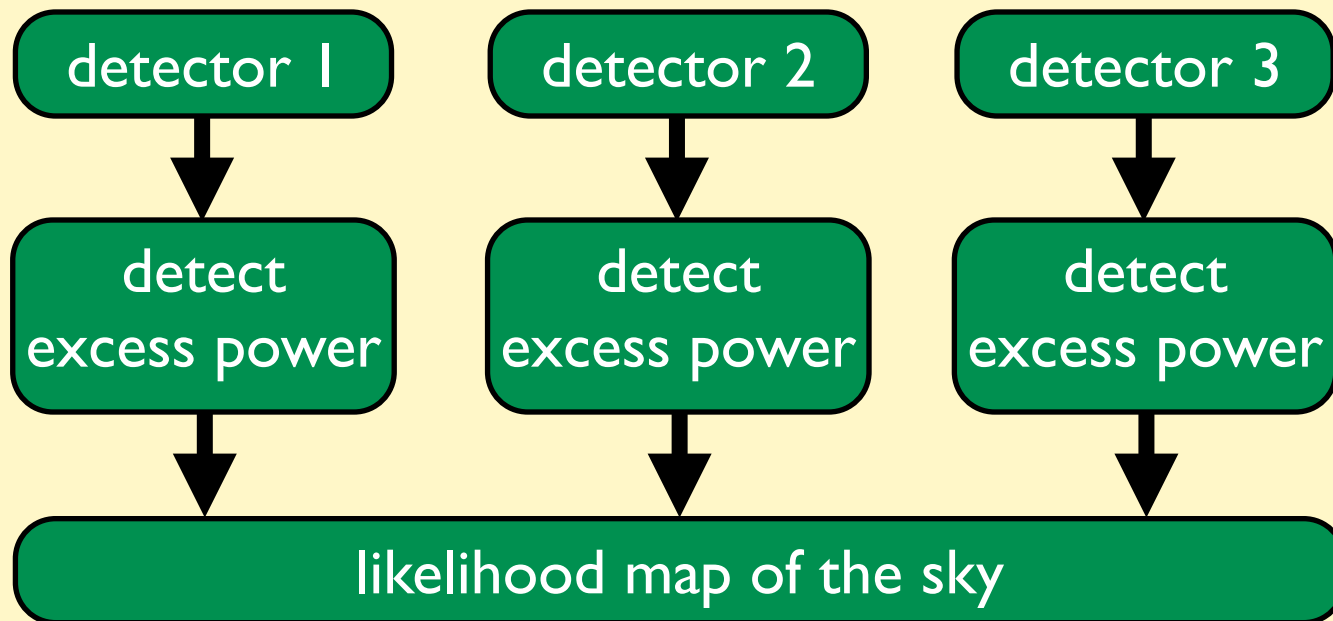 detector 1
detector 2
detector 3
detect
excess power
detect
excess power
detect
excess power
likelihood map of the sky